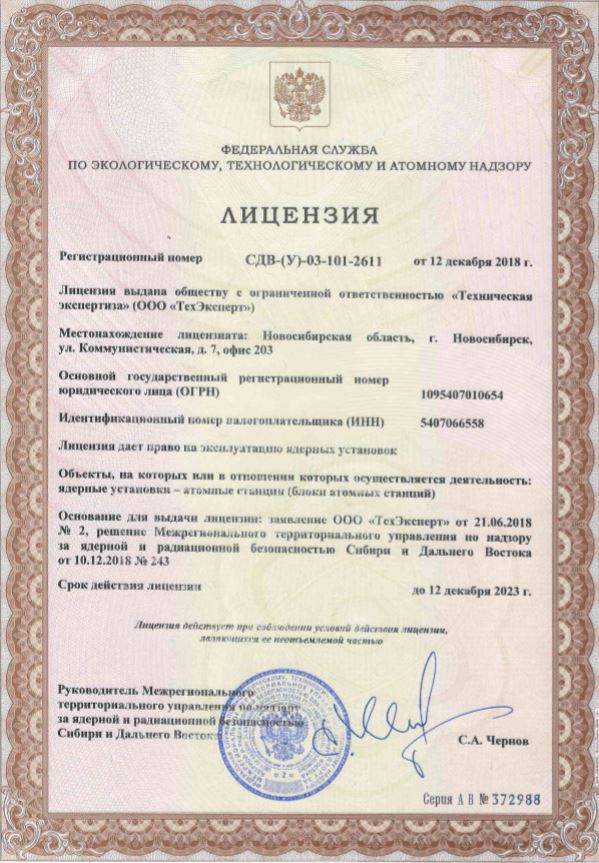 ФЕДЕРАЛЬНАЯ СЛУЖБА
ПО ЭКОЛОГИЧЕСКОМУ, ТЕХНОЛОГИЧЕСКОМУ И АТОМНОМУ НАДЗОРУ
ЛИЦЕНЗИЯ
Регистрационный номер СДВ-(У)-03-101-2611 от 12 декабря 2018 г.
Лицензия выдана обществу с ограниченной ответственностью «Техническая
экспертиза» (ООО «ТехЭксперт»)
Местонахождение лицензиата: Новосибирская область, г. Новосибирск,
ул. Коммунистическая, д. 7, офис 203
Основной государственный регистрационный номер
юридического лица (ОГРН) 1095407010654
Идентификационный номер налогоплательщика (ИНН) 5407066558
Лицензия дает право на эксплуатацию ядерных установок
Объекты, на которых или в отношении которых осуществляется деятельность:
ядерные установки – атомные станции (блоки атомных станций)
Основание для выдачи лицензии: заявление ООО «ТехЭксперт» от 21.06.2018
№ 2, решение Межрегионального территориального управления по надзору
за ядерной и радиационной безопасностью Сибири и Дальнего Востока
от 10.12.2018 № 243
Срок действия лицензии до 12 декабря 2023 г.
Лицензия действует при соблюдении условий действия лицензии,
являющихся ее неотъемлемой частью
Руководитель Межрегионального
территориального управления по надзору
за ядерной и радиационной безопасностью
Сибири и Дальнего Востока
С.А. Чернов
Серия А В № 372988